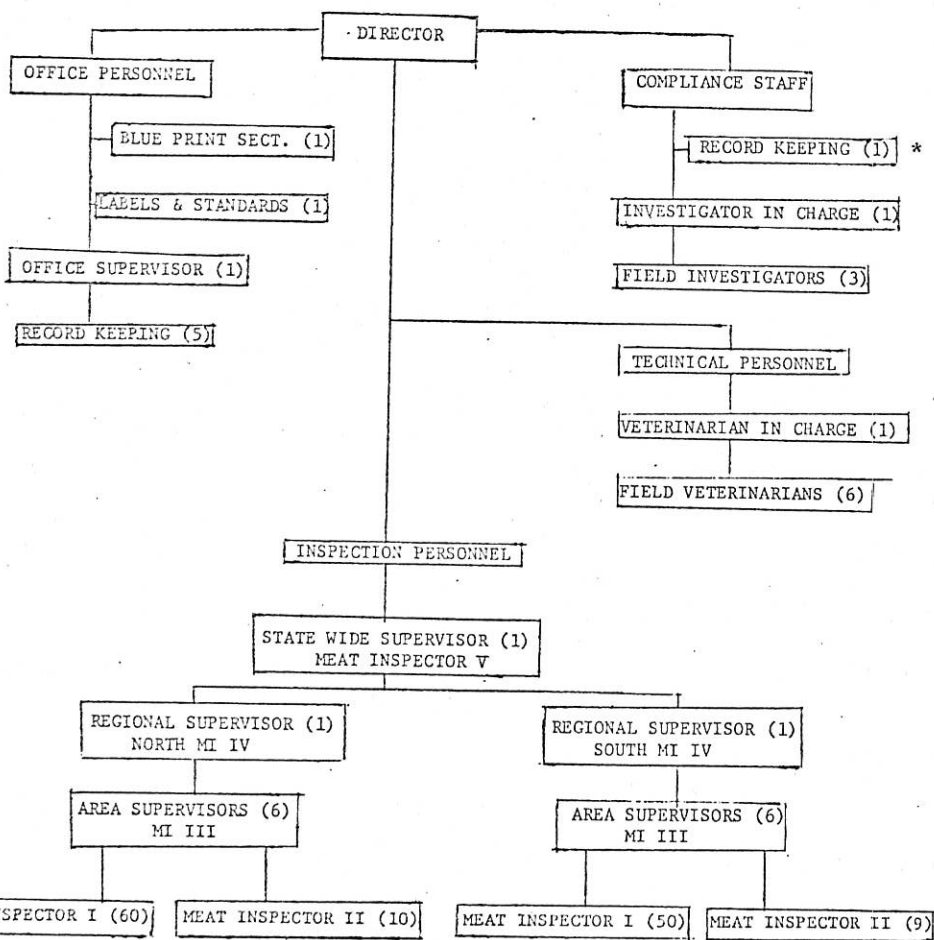 DIRECTOR
OFFICE PERSONNEL
BLUE PRINT SECT. (1)
LABELS & STANDARDS (1)
OFFICE SUPERVISOR (1)
RECORD KEEPING (5)
COMPLIANCE STAFF
RECORD KEEPING (1) *
INVESTIGATOR IN CHARGE (1)
FIELD INVESTIGATORS (3)
TECHNICAL PERSONNEL
VETERINARIAN IN CHARGE (1)
FIELD VETERINARIANS (6)
INSPECTION PERSONNEL
STATE WIDE SUPERVISOR (1)
MEAT INSPECTOR V
REGIONAL SUPERVISOR (1)
NORTH MI IV
AREA SUPERVISORS (6)
MI III
SPECTOR I (60)
MEAT INSPECTOR II (10)
REGIONAL SUPERVISOR (1)
SOUTH MI IV
AREA SUPERVISORS (6)
MI III
MEAT INSPECTOR I (50)
MEAT INSPECTOR II (9)